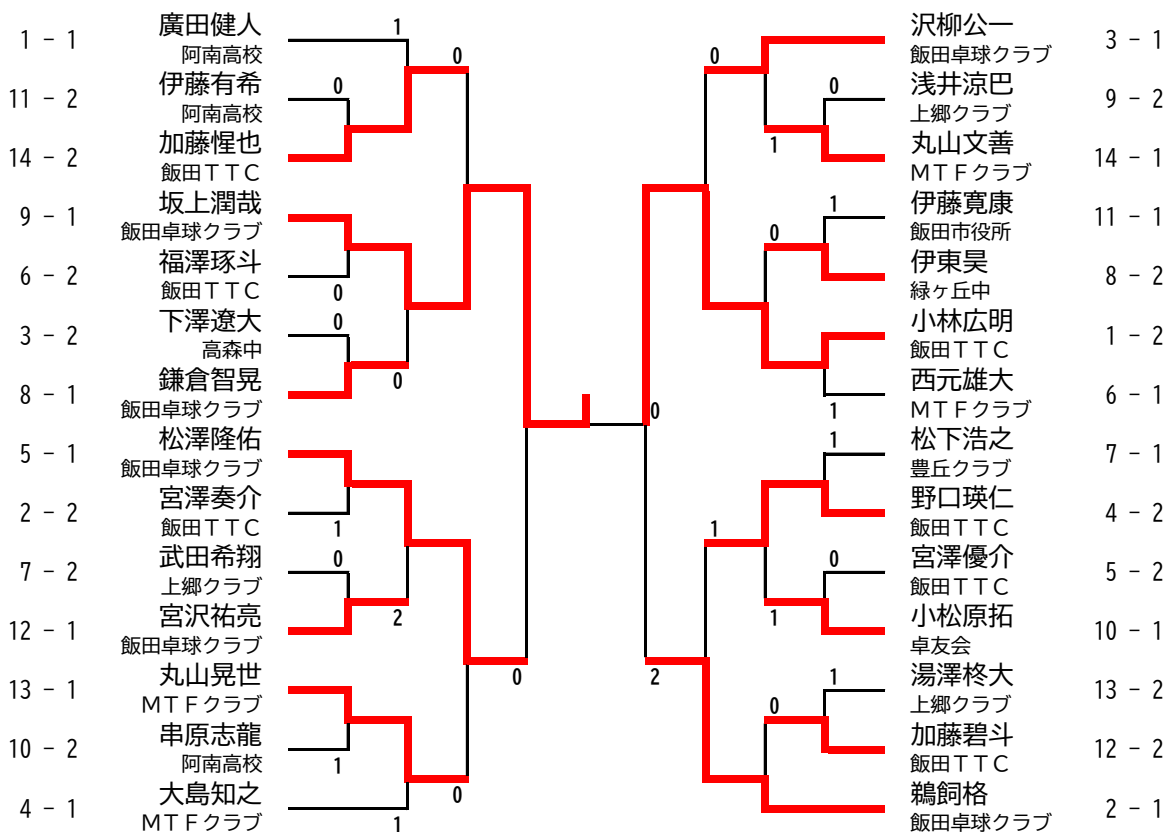 1 - 1 廣田健人
阿南高校
11 - 2 伊藤有希
阿南高校
14 - 2 加藤惺也
飯田TTC
9 - 1 坂上潤哉
飯田卓球クラブ
6 - 2 福澤琢斗
飯田TTC
3 - 2 下澤遼大
高森中
8 - 1 鎌倉智晃
飯田卓球クラブ
5 - 1 松澤隆佑
飯田卓球クラブ
2 - 2 宮澤奏介
飯田TTC
7 - 2 武田希翔
上郷クラブ
12 - 1 宮沢祐亮
飯田卓球クラブ
13 - 1 丸山晃世
MTFクラブ
10 - 2 串原志龍
阿南高校
4 - 1 大島知之
MTFクラブ
1
0
0
0
0
0
1
0
2
1
0
1
0
0
0
1
0
1
0
1
1
1
0
1
1
0
2
沢柳公一 3 - 1
飯田卓球クラブ
浅井涼巴 9 - 2
上郷クラブ
丸山文善 14 - 1
MTFクラブ
伊藤寛康 11 - 1
飯田市役所
伊東昊 8 - 2
緑ヶ丘中
小林広明 1 - 2
飯田TTC
西元雄大 6 - 1
MTFクラブ
松下浩之 7 - 1
豊丘クラブ
野口瑛仁 4 - 2
飯田TTC
宮澤優介 5 - 2
飯田TTC
小松原拓 10 - 1
卓友会
湯澤柊大 13 - 2
上郷クラブ
加藤碧斗 12 - 2
飯田TTC
鵜飼格 2 - 1
飯田卓球クラブ